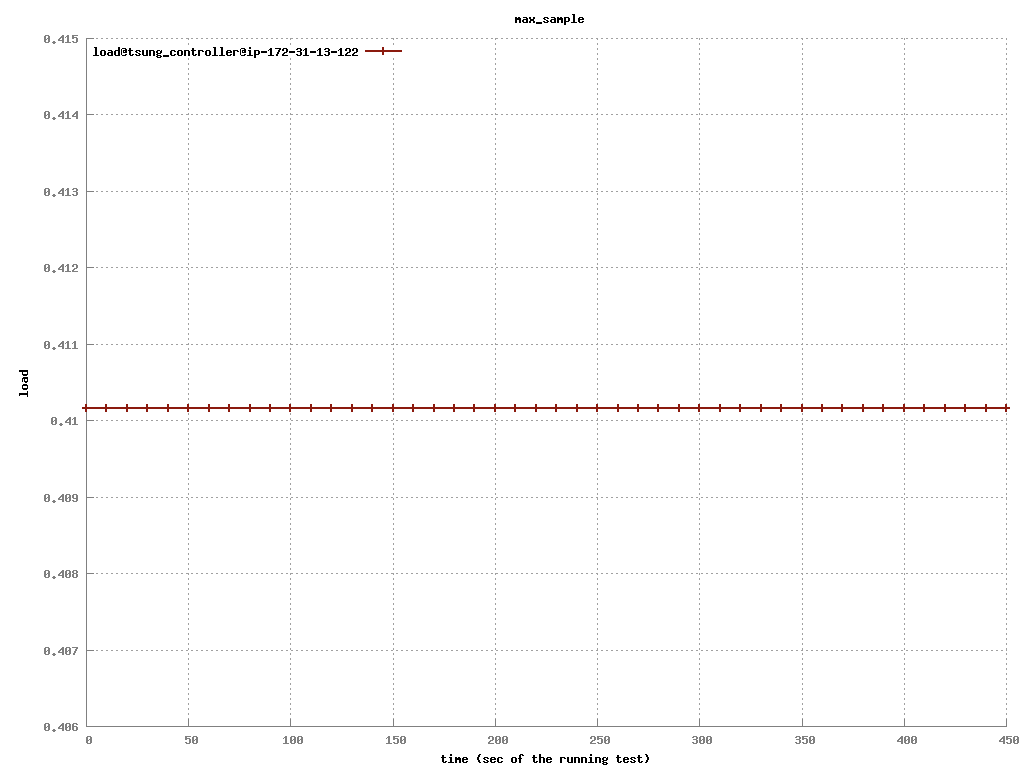 max_sample
load@tsung_controller@ip-172-31-13-122
0.415
0.414
0.413
0.412
0.411
0.41
0.409
0.408
0.407
0.406
load
0 50 100 150 200 250 300 350 400 450
time (sec of the running test)